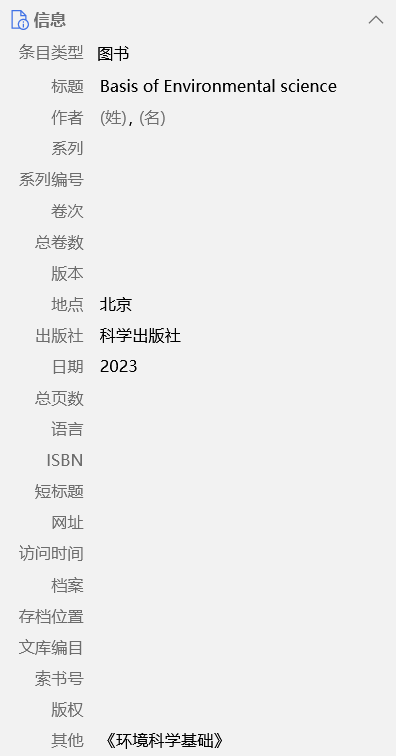 信息
条目类型 图书
标题 Basis of Environmental science
作者 (姓), (名)
系列
系列编号
卷次
总卷数
版本
地点 北京
出版社 科学出版社
日期 2023
总页数
语言
ISBN
短标题
网址
访问时间
档案
存档位置
文库编目
索书号
版权
其他 《环境科学基础》